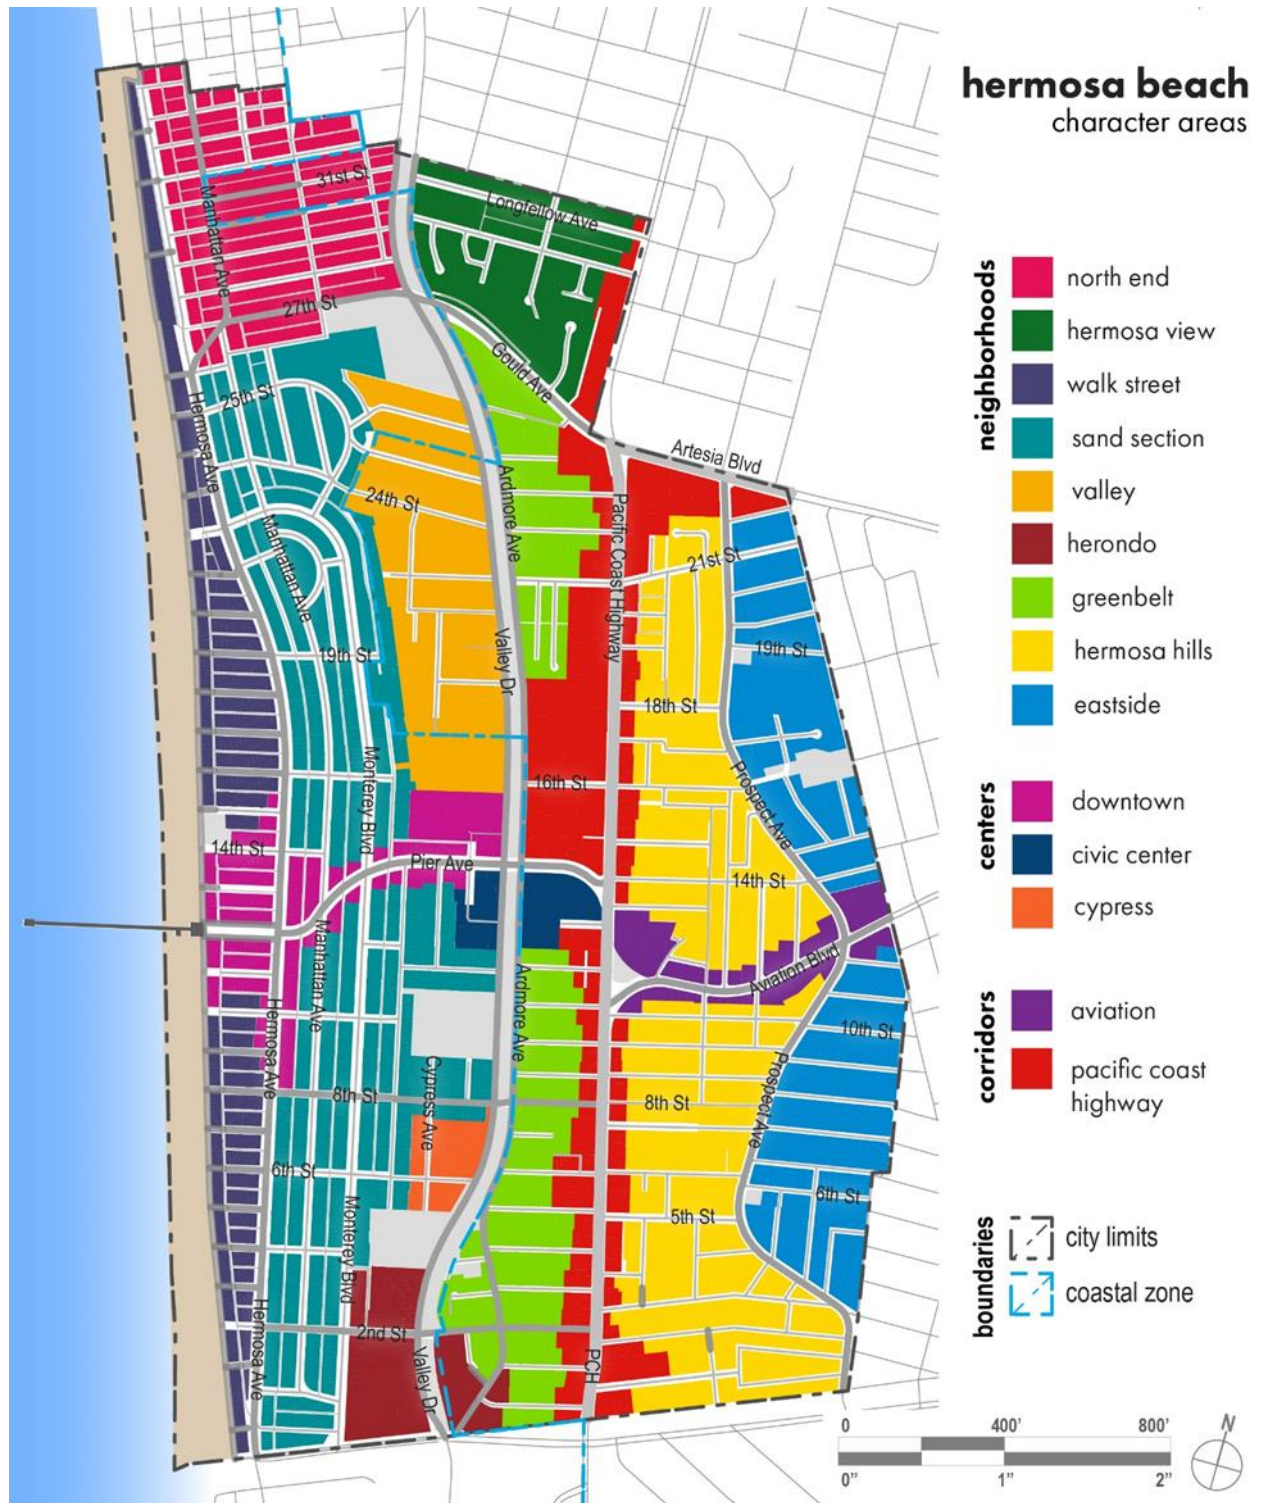 hermosa beach
character areas
neighborhoods
north end
hermosa view
walk street
sand section
valley
herondo
greenbelt
hermosa hills
eastside
centers
downtown
civic center
cypress
corridors
aviation
pacific coast
highway
boundaries
city limits
coastal zone
0 400' 800'
0" 1" 2"
N
31st St
Longfellow Ave
Manhattan Ave
27th St
Gould Ave
25th St
Hermosa Ave
Artesia Blvd
24th St
Ardmore Ave
Pacific Coast Highway
Manhattan Ave
21st St
19th St
19th St
Valley Dr
18th St
Monterey Blvd
16th St
Prospect Ave
14th St
Pier Ave
14th St
Manhattan Ave
Aviation Blvd
Hermosa Ave
Ardmore Ave
10th St
Cypress Ave
8th St
8th St
Prospect Ave
6th St
6th St
Monterey Blvd
5th St
Hermosa Ave
2nd St
Valley Dr
PCH